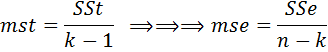 mst = SSt / k − 1 ⇒⇒⇒ mse = SSe / n − k